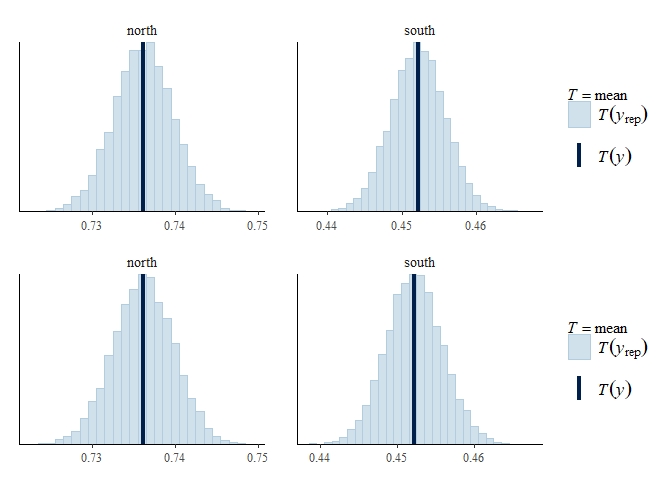 north
south
0.73 0.74 0.75
0.44 0.45 0.46
T = mean
T(yrep)
T(y)
north
south
0.73 0.74 0.75
0.44 0.45 0.46
T = mean
T(yrep)
T(y)